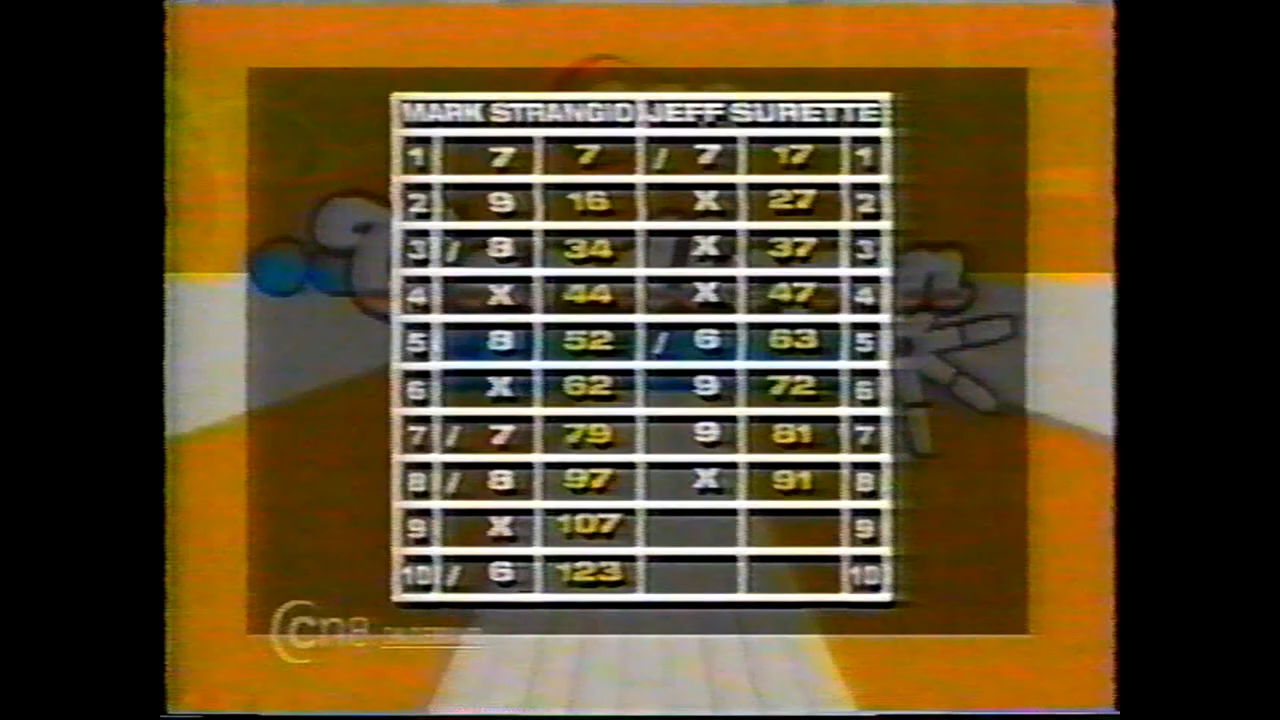 MARK STRANGIO JEFF SURETTE
1 7 7 / 7 17 1
2 9 16 X 27 2
3 / 8 34 X 37 3
4 X 44 X 47 4
5 8 52 / 6 63 5
6 X 62 9 72 6
7 / 7 79 9 81 7
8 / 8 97 X 91 8
9 X 107 9
10 / 6 123 10
cn8